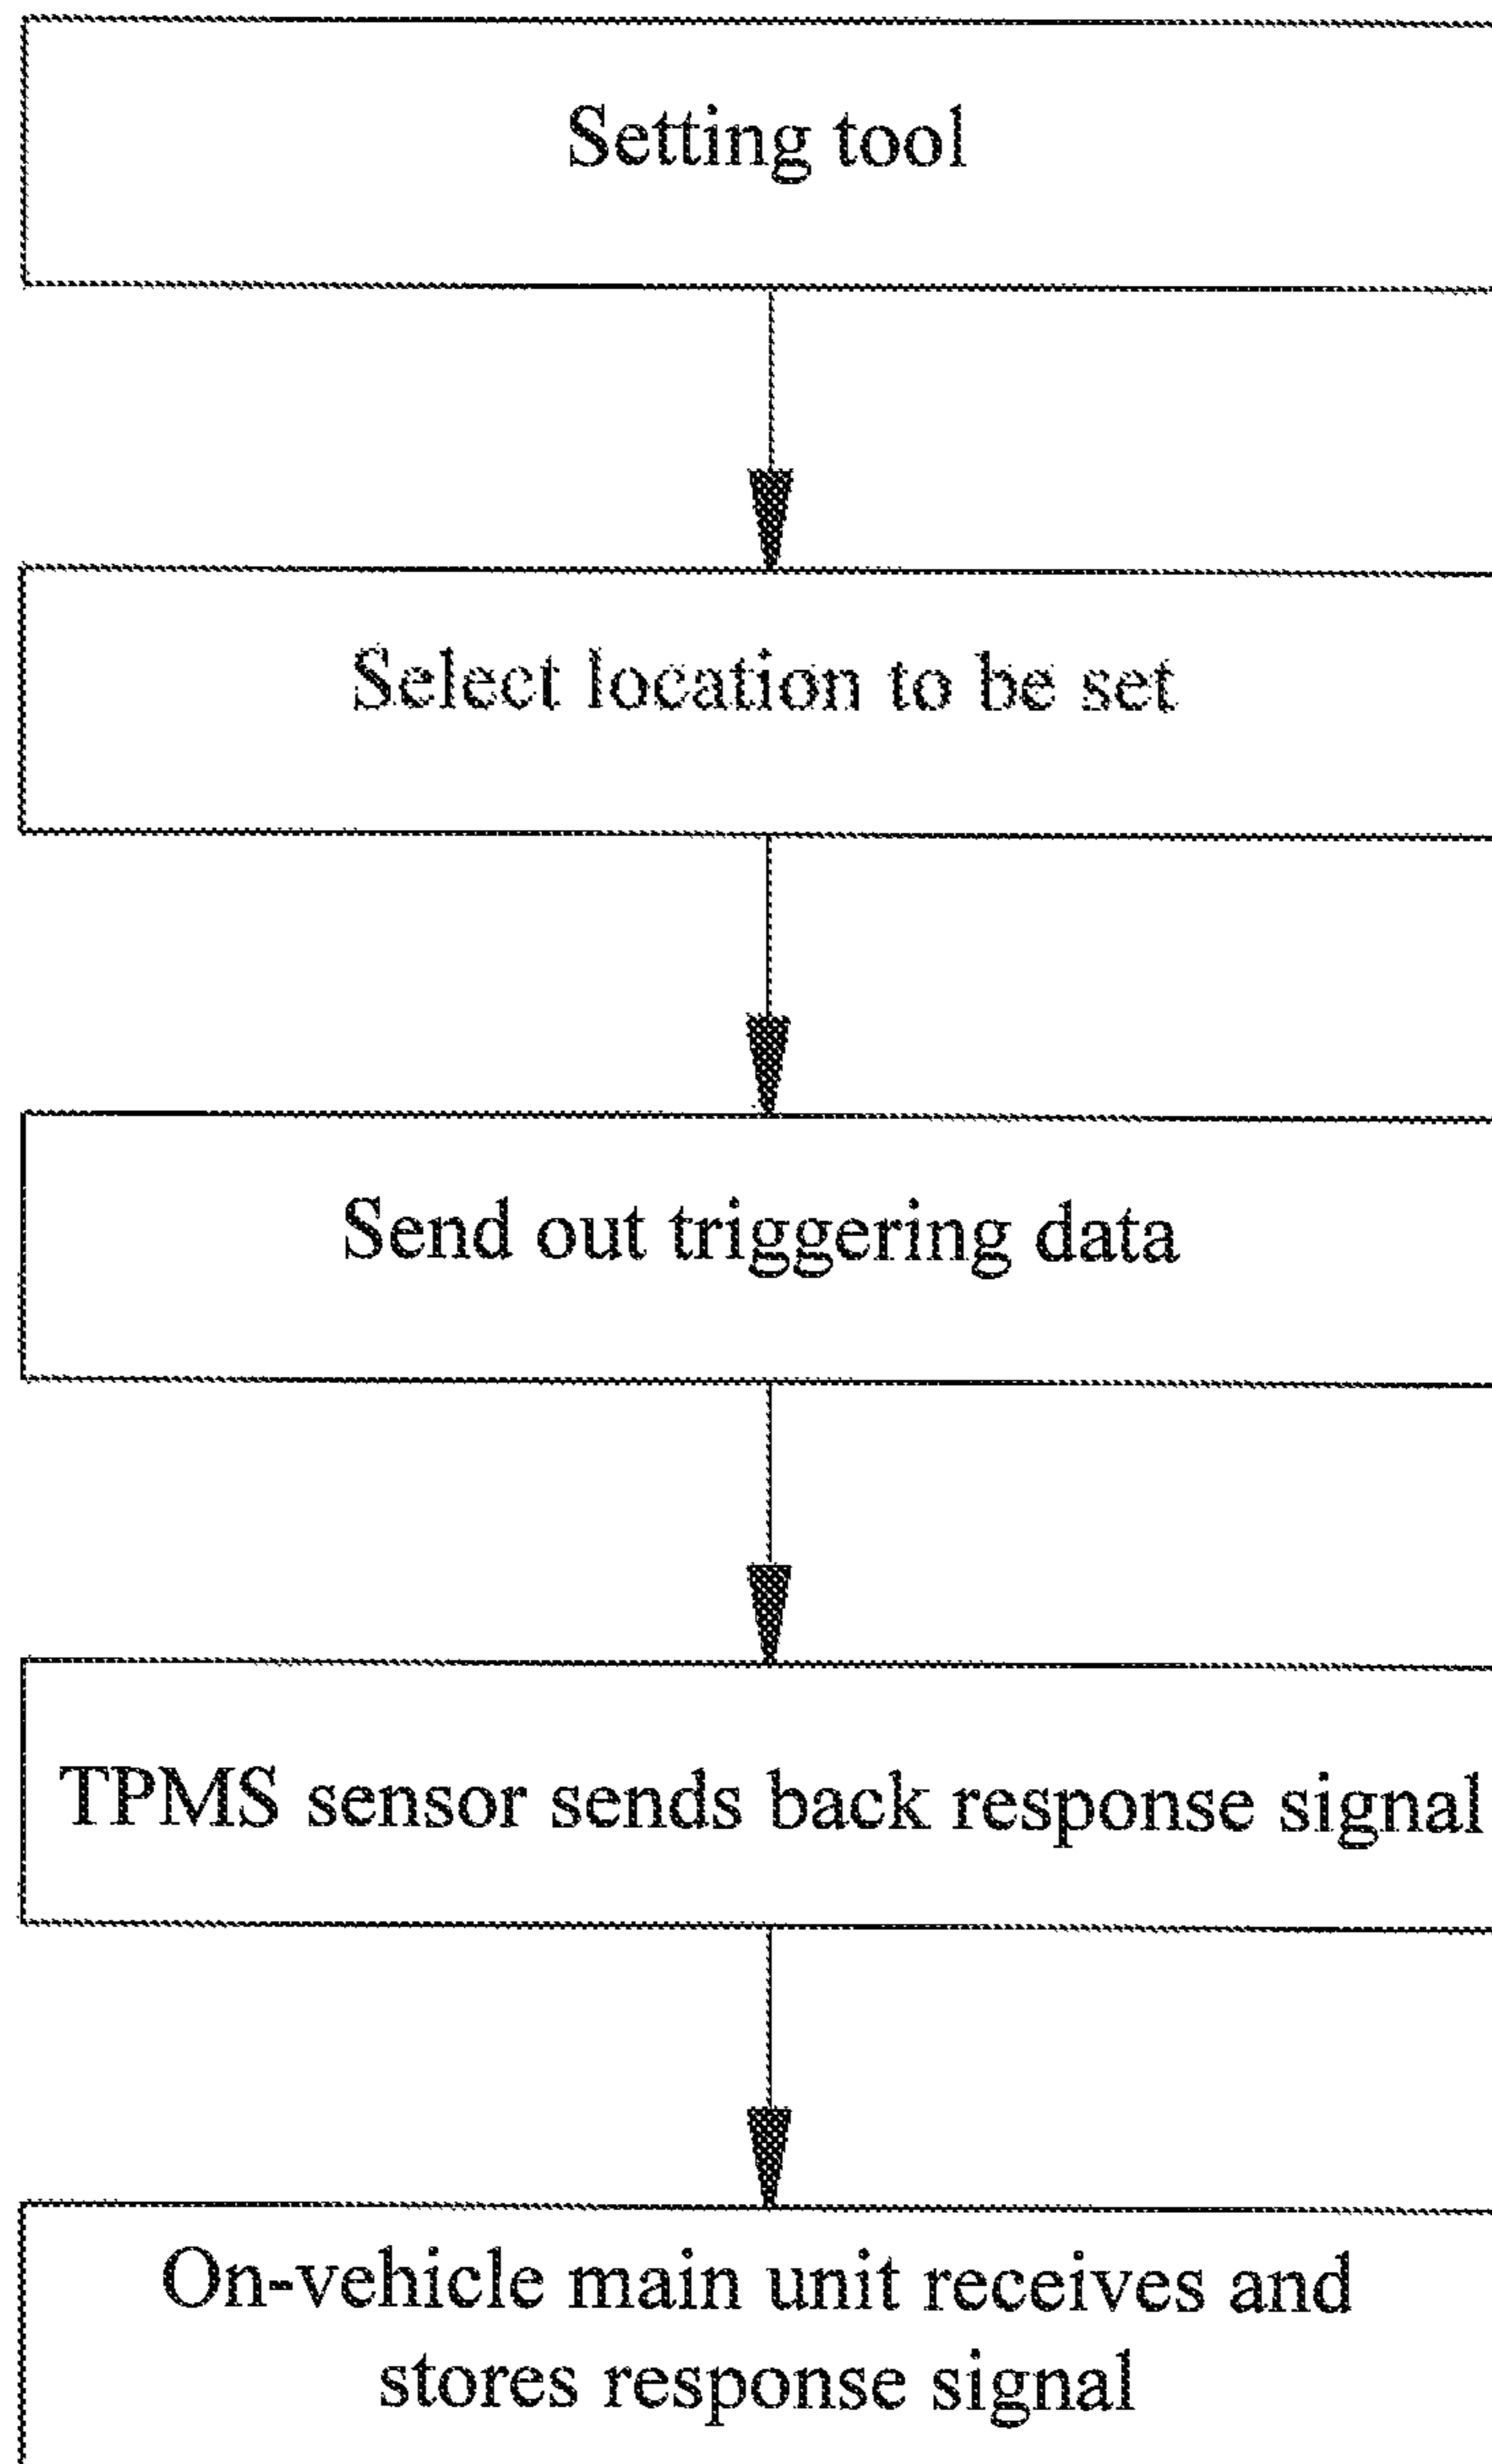 Setting tool
Select location to be set
Send out triggering data
TPMS sensor sends back response signal
On-vehicle main unit receives and
stores response signal